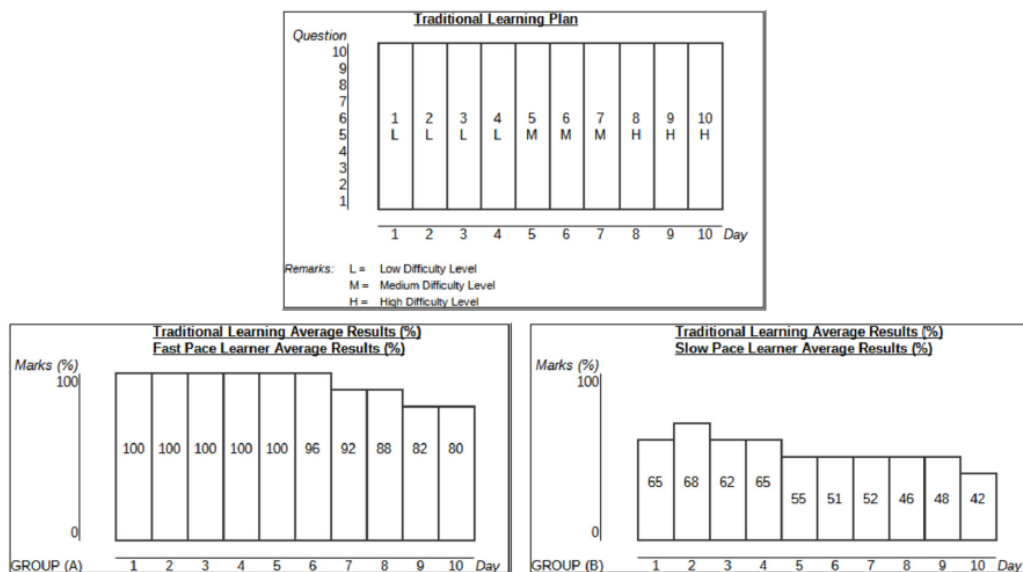 Traditional Learning Plan
Question
10
9
8
7
6
5
4
3
2
1
1 2 3 4 5 6 7 8 9 10
L L L L M M M H H H
1 2 3 4 5 6 7 8 9 10 Day
Remarks: L = Low Difficulty Level
M = Medium Difficulty Level
H = High Difficulty Level
Traditional Learning Average Results (%)
Fast Pace Learner Average Results (%)
Marks (%)
100
100 100 100 100 100 96 92 88 82 80
0
GROUP (A) 1 2 3 4 5 6 7 8 9 10 Day
Traditional Learning Average Results (%)
Slow Pace Learner Average Results (%)
Marks (%)
100
65 68 62 65 55 51 52 46 48 42
0
GROUP (B) 1 2 3 4 5 6 7 8 9 10 Day